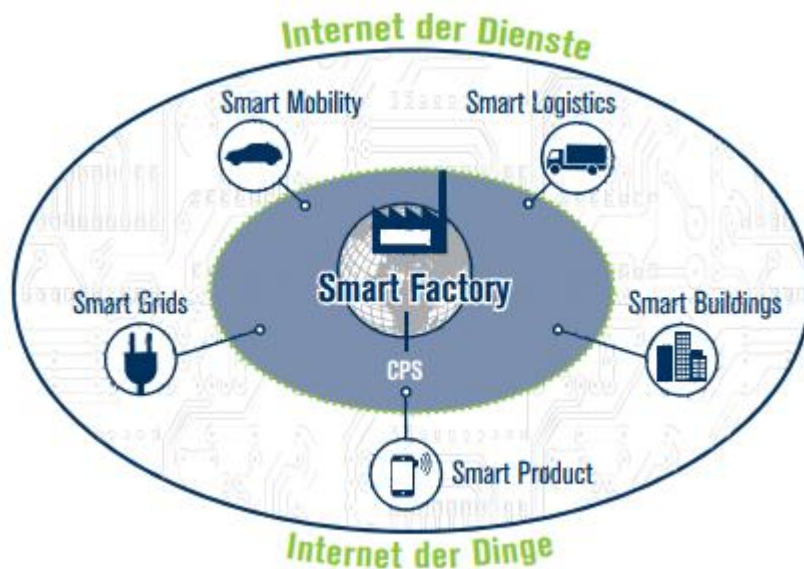 Internet der Dienste
Smart Mobility
Smart Logistics
Smart Factory
Smart Grids
Smart Buildings
CPS
Smart Product
Internet der Dinge